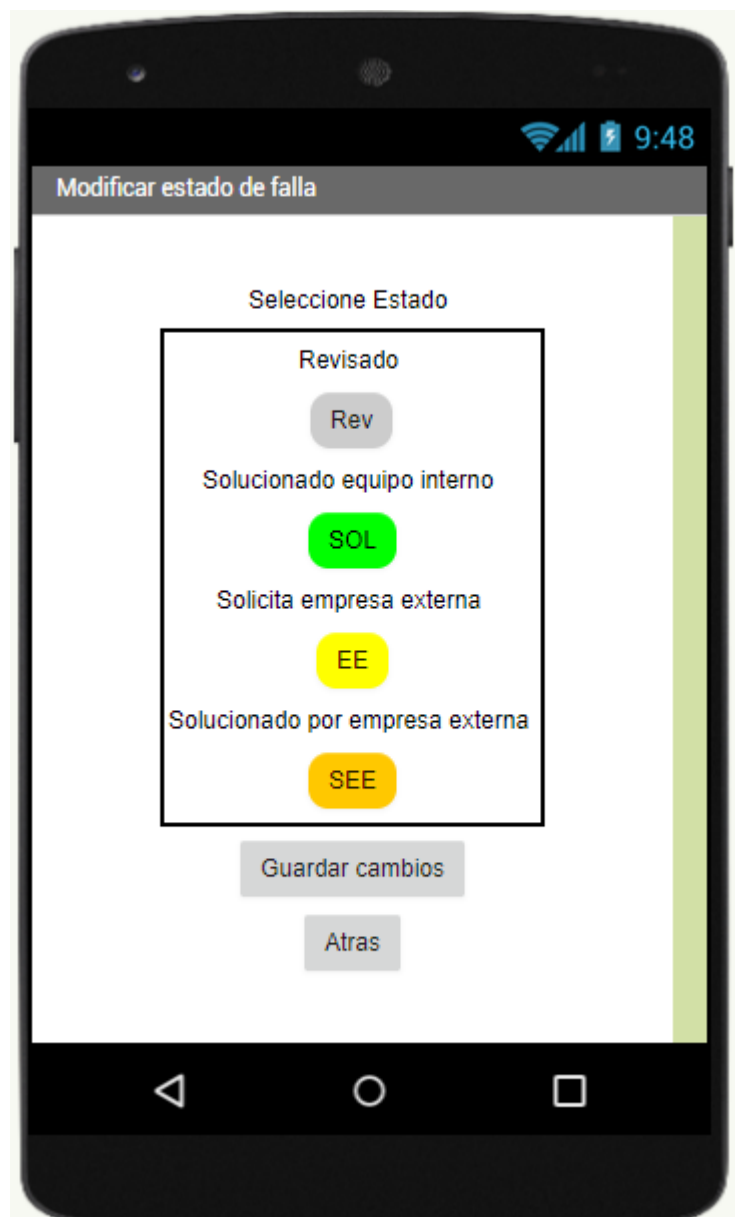 9:48
Modificar estado de falla
Seleccione Estado
Revisado
Rev
Solucionado equipo interno
SOL
Solicita empresa externa
EE
Solucionado por empresa externa
SEE
Guardar cambios
Atras